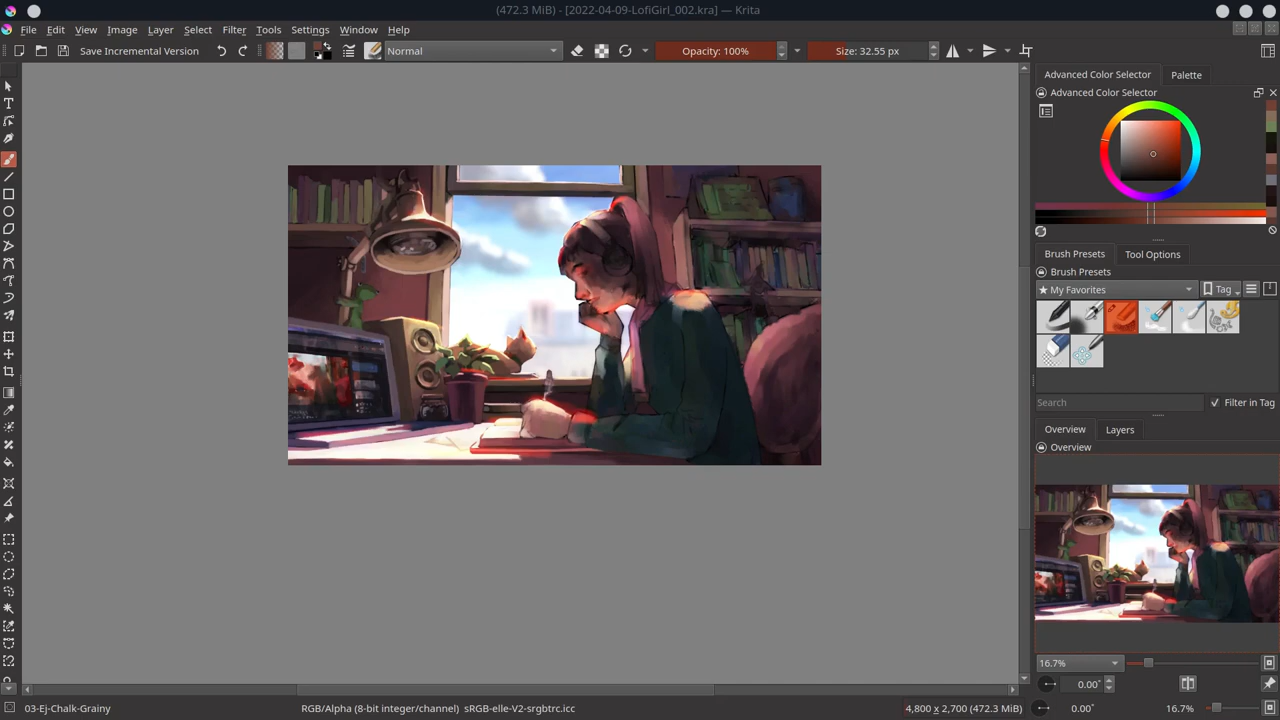 (472.3 MiB) - [2022-04-09-LofiGirl_002.kra] — Krita
File Edit View Image Layer Select Filter Tools Settings Window Help
Save Incremental Version Normal Opacity: 100% Size: 32.55 px
Advanced Color Selector Palette
Advanced Color Selector
Brush Presets Tool Options
Brush Presets
★ My Favorites Tag
Search Filter in Tag
Overview Layers
Overview
16.7%
0.00°
03-Ej-Chalk-Grainy RGB/Alpha (8-bit integer/channel) sRGB-elle-V2-srgbtrc.icc 4,800 x 2,700 (472.3 MiB) 0.00° 16.7%